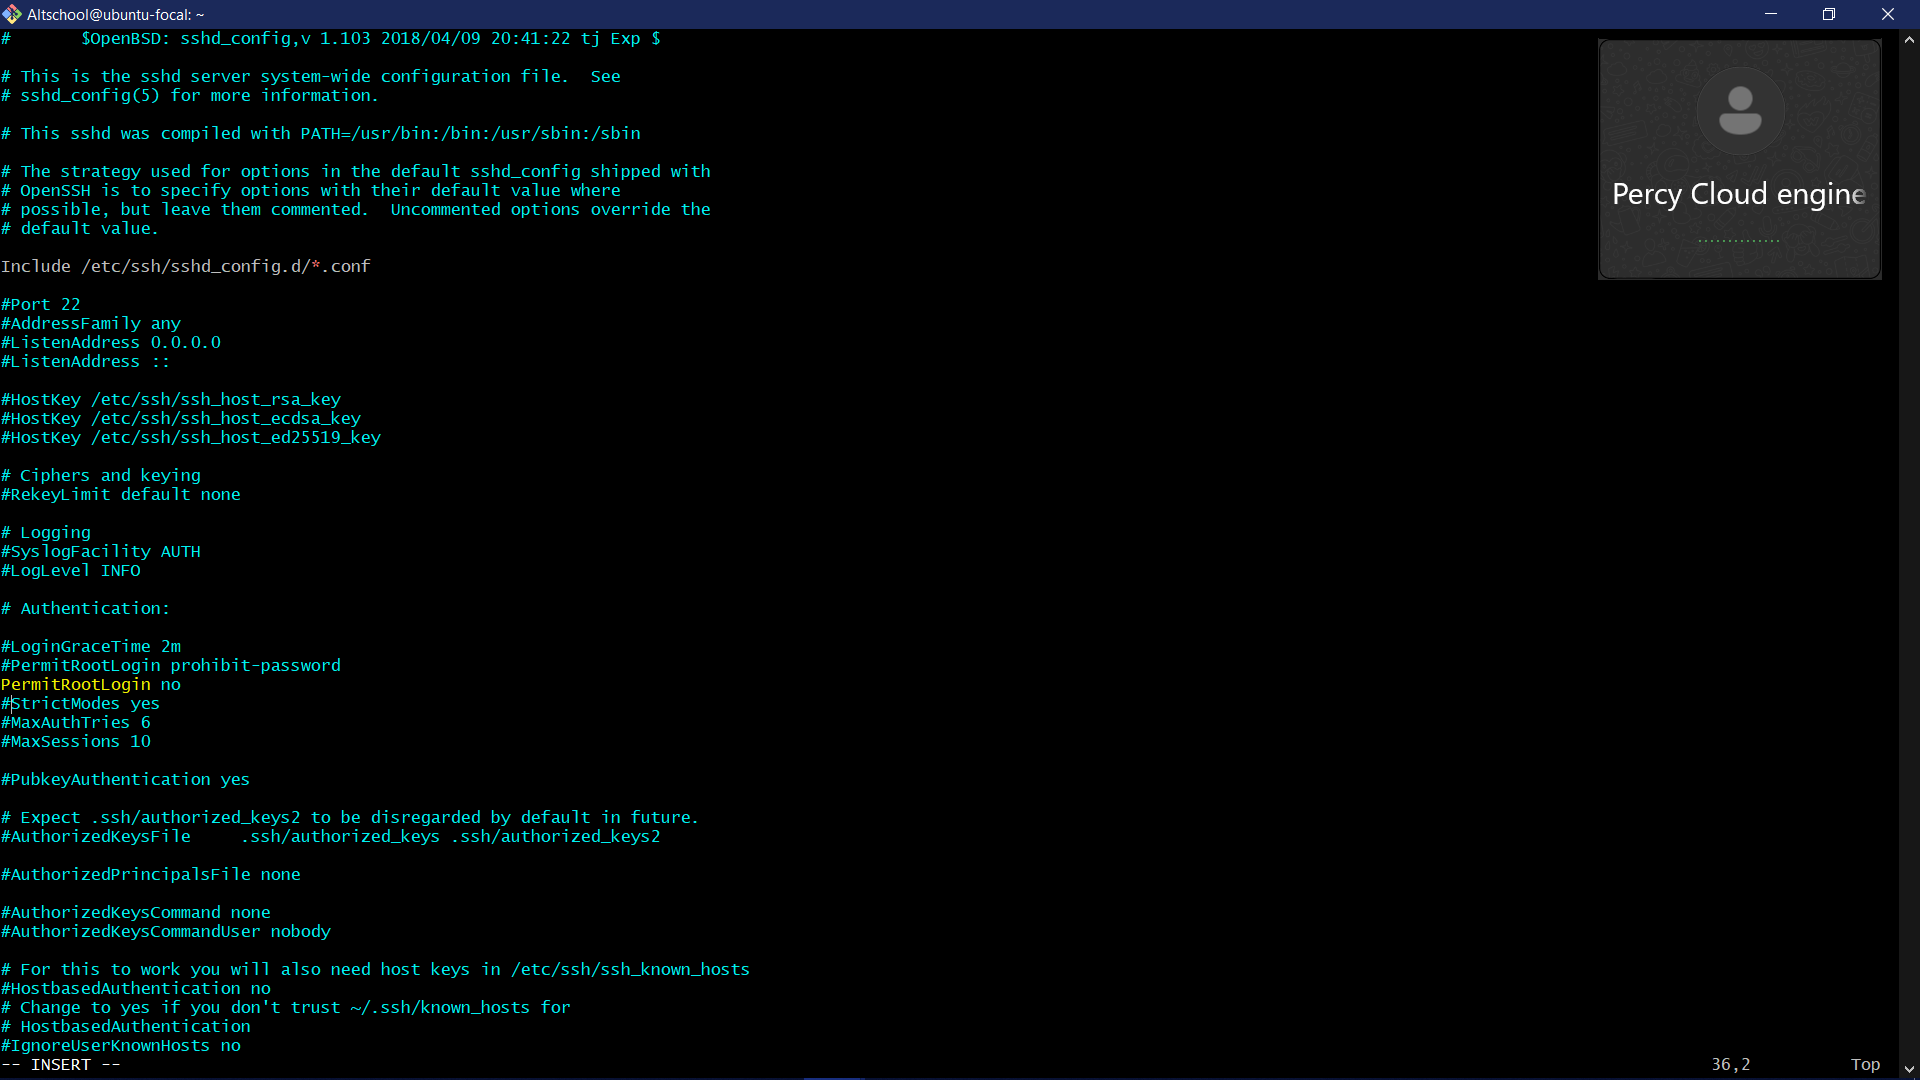 Altschool@ubuntu-focal: ~
#       $OpenBSD: sshd_config,v 1.103 2018/04/09 20:41:22 tj Exp $
# This is the sshd server system-wide configuration file.  See
# sshd_config(5) for more information.
# This sshd was compiled with PATH=/usr/bin:/bin:/usr/sbin:/sbin
# The strategy used for options in the default sshd_config shipped with
# OpenSSH is to specify options with their default value where
# possible, but leave them commented.  Uncommented options override the
# default value.
Include /etc/ssh/sshd_config.d/*.conf
#Port 22
#AddressFamily any
#ListenAddress 0.0.0.0
#ListenAddress ::
#HostKey /etc/ssh/ssh_host_rsa_key
#HostKey /etc/ssh/ssh_host_ecdsa_key
#HostKey /etc/ssh/ssh_host_ed25519_key
# Ciphers and keying
#RekeyLimit default none
# Logging
#SyslogFacility AUTH
#LogLevel INFO
# Authentication:
#LoginGraceTime 2m
#PermitRootLogin prohibit-password
PermitRootLogin no
#StrictModes yes
#MaxAuthTries 6
#MaxSessions 10
#PubkeyAuthentication yes
# Expect .ssh/authorized_keys2 to be disregarded by default in future.
#AuthorizedKeysFile     .ssh/authorized_keys .ssh/authorized_keys2
#AuthorizedPrincipalsFile none
#AuthorizedKeysCommand none
#AuthorizedKeysCommandUser nobody
# For this to work you will also need host keys in /etc/ssh/ssh_known_hosts
#HostbasedAuthentication no
# Change to yes if you don't trust ~/.ssh/known_hosts for
# HostbasedAuthentication
#IgnoreUserKnownHosts no
-- INSERT --
36,2
Top
Percy Cloud engine